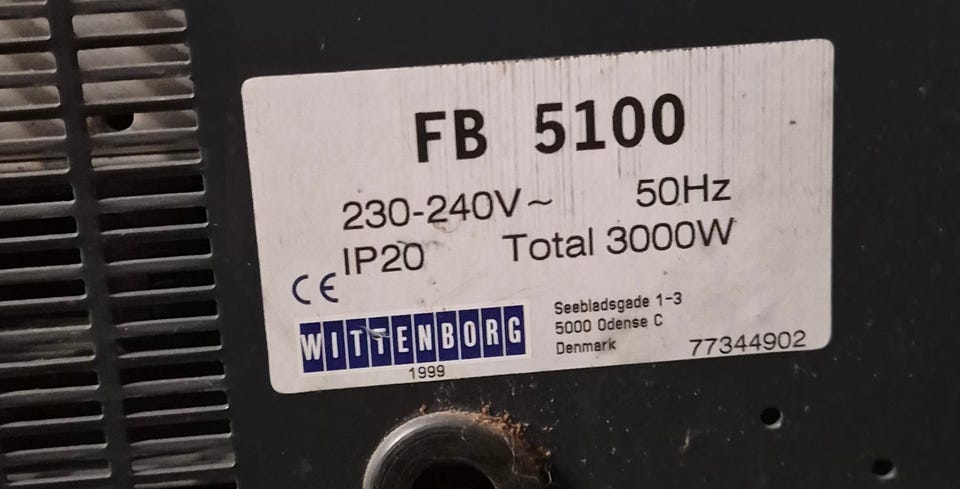 FB 5100
230-240V~ 50Hz
IP20 Total 3000W
CE
WITTENBORG
1999
Seebladsgade 1-3
5000 Odense C
Denmark
77344902